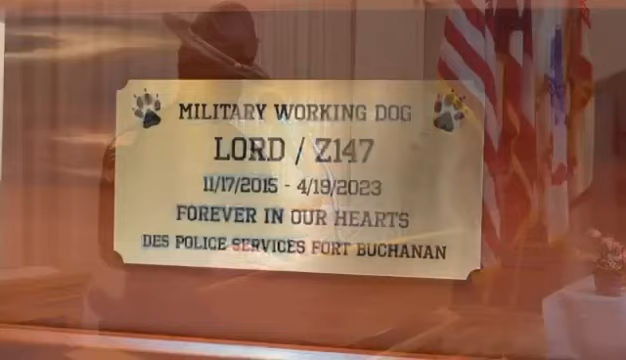 MILITARY WORKING DOG
LORD / Z147
11/17/2015 - 4/19/2023
FOREVER IN OUR HEARTS
DES POLICE SERVICES FORT BUCHANAN